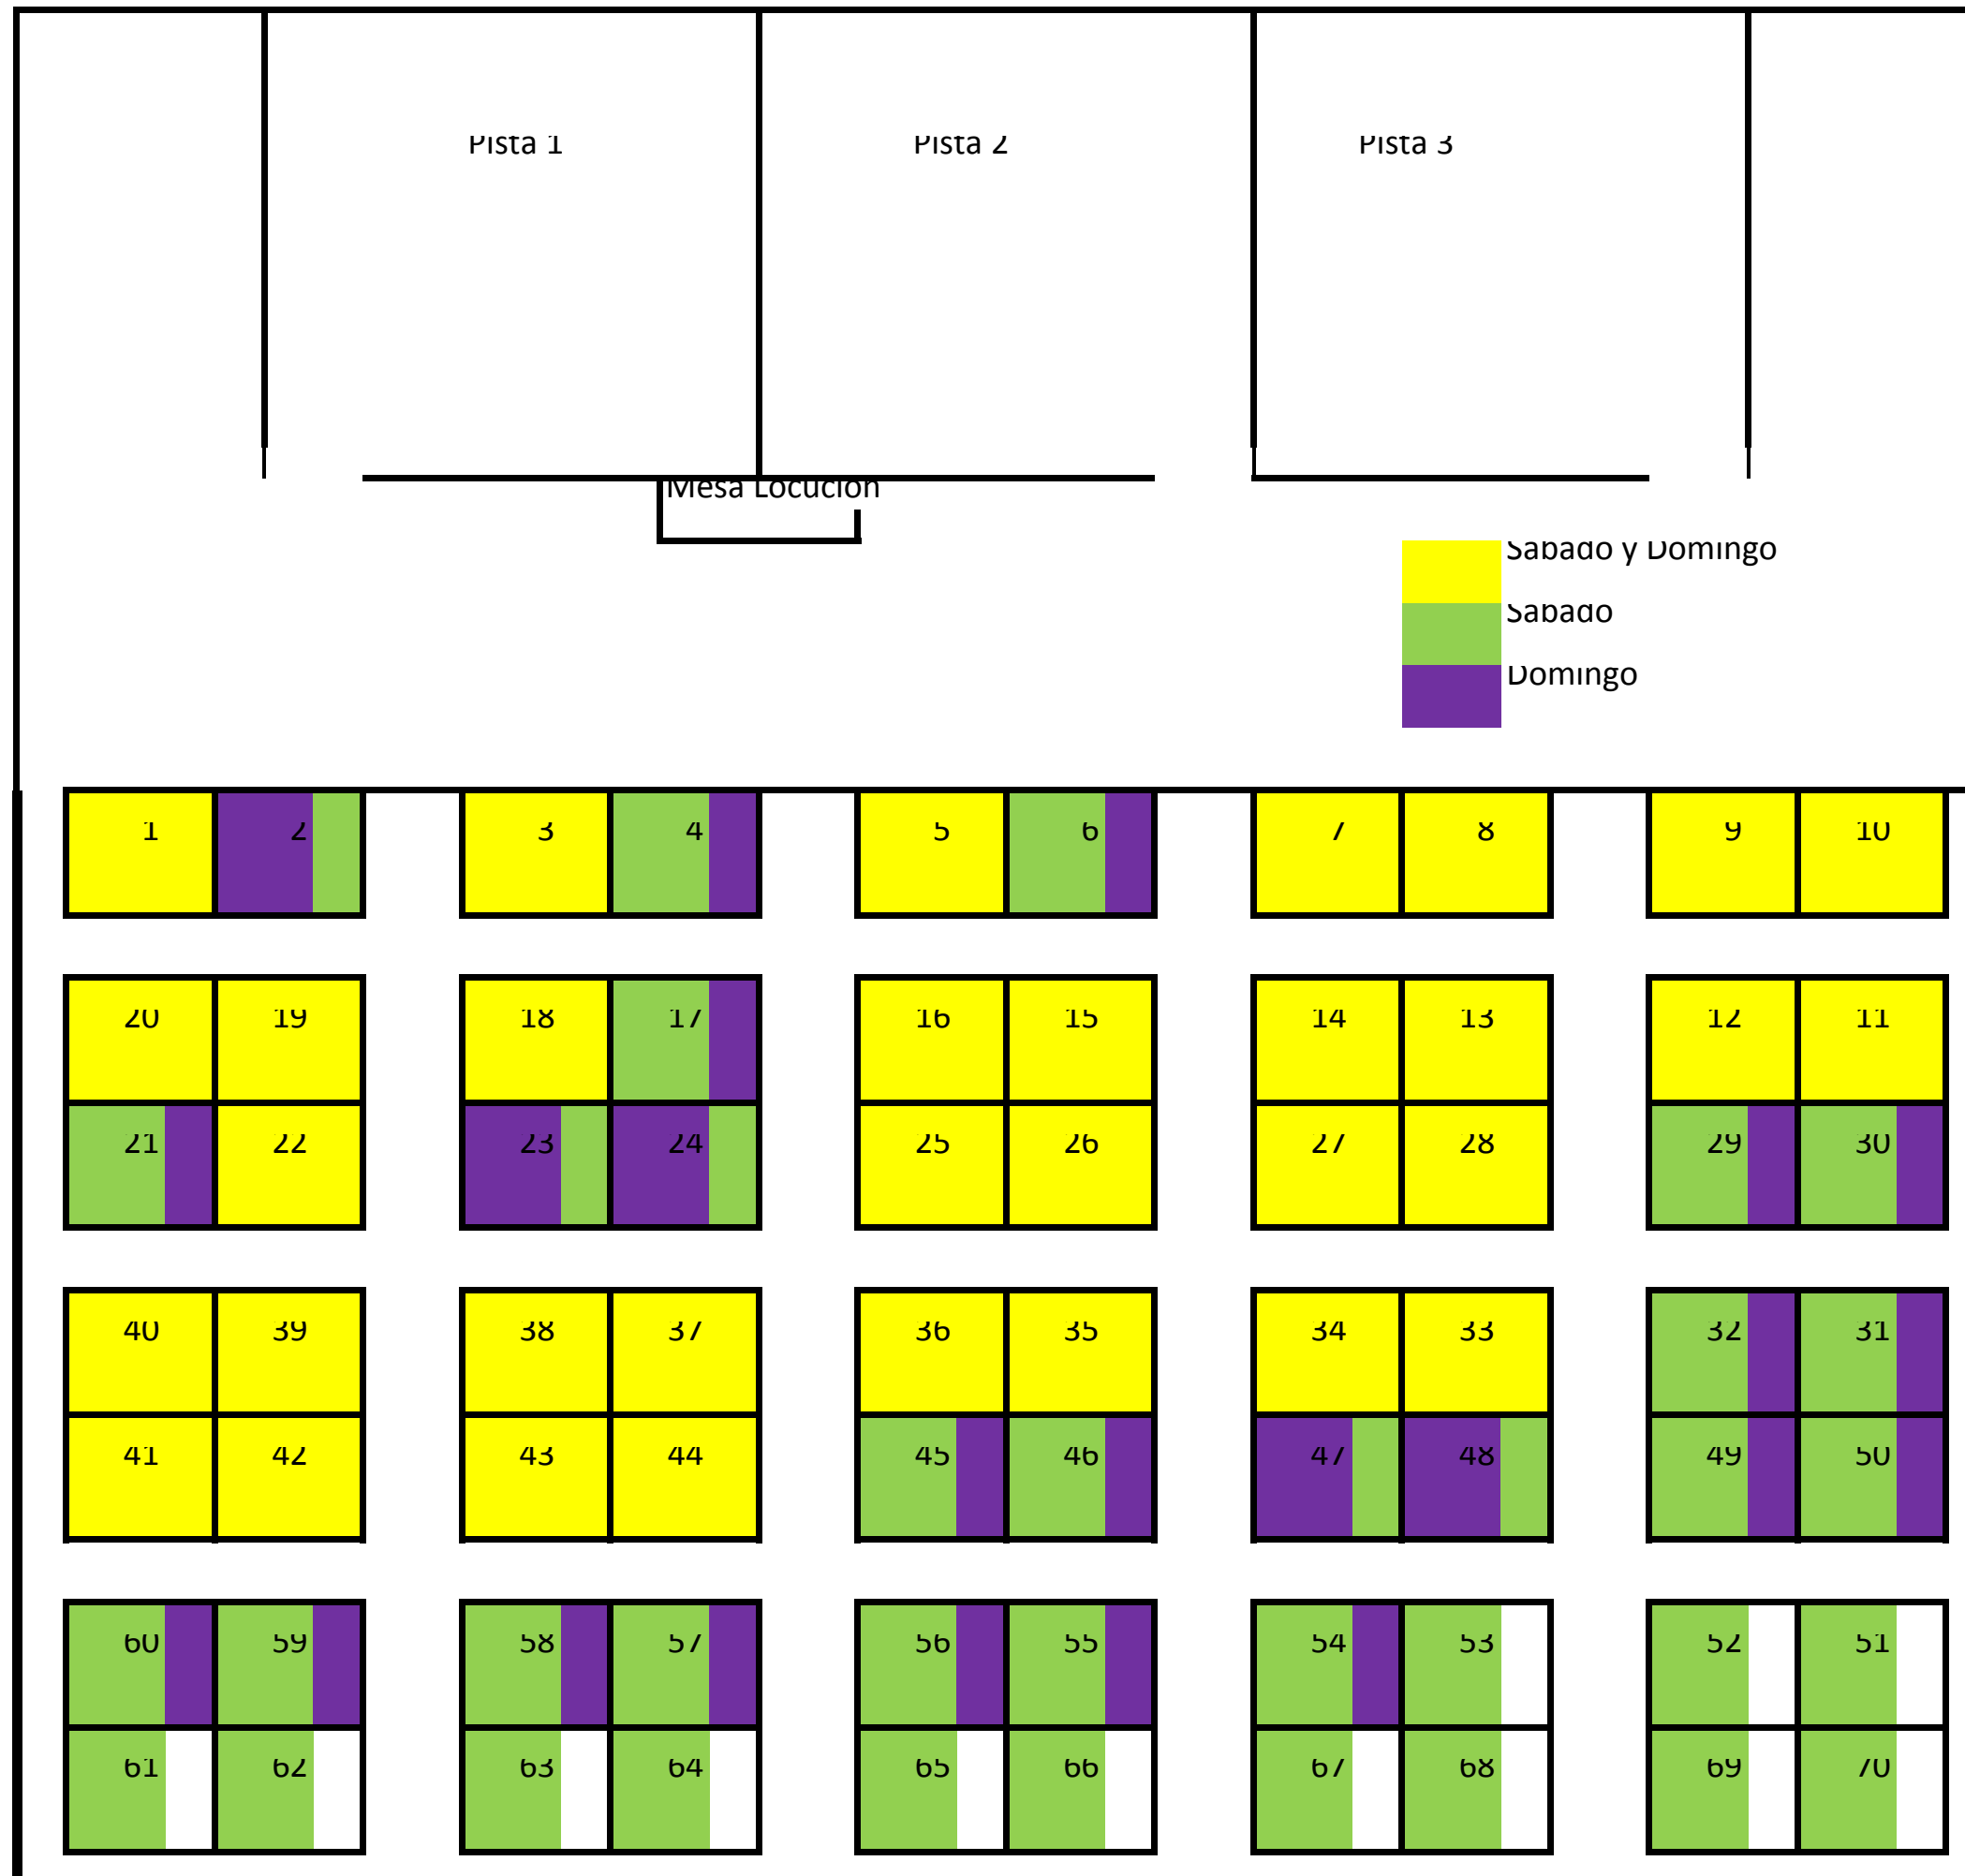 Pista 1 Pista 2 Pista 3
Mesa Locución
Sabado y Domingo
Sabado
Domingo
1 2 3 4 5 6 7 8 9 10
20 19 18 17 16 15 14 13 12 11
21 22 23 24 25 26 27 28 29 30
40 39 38 37 36 35 34 33 32 31
41 42 43 44 45 46 47 48 49 50
60 59 58 57 56 55 54 53 52 51
61 62 63 64 65 66 67 68 69 70